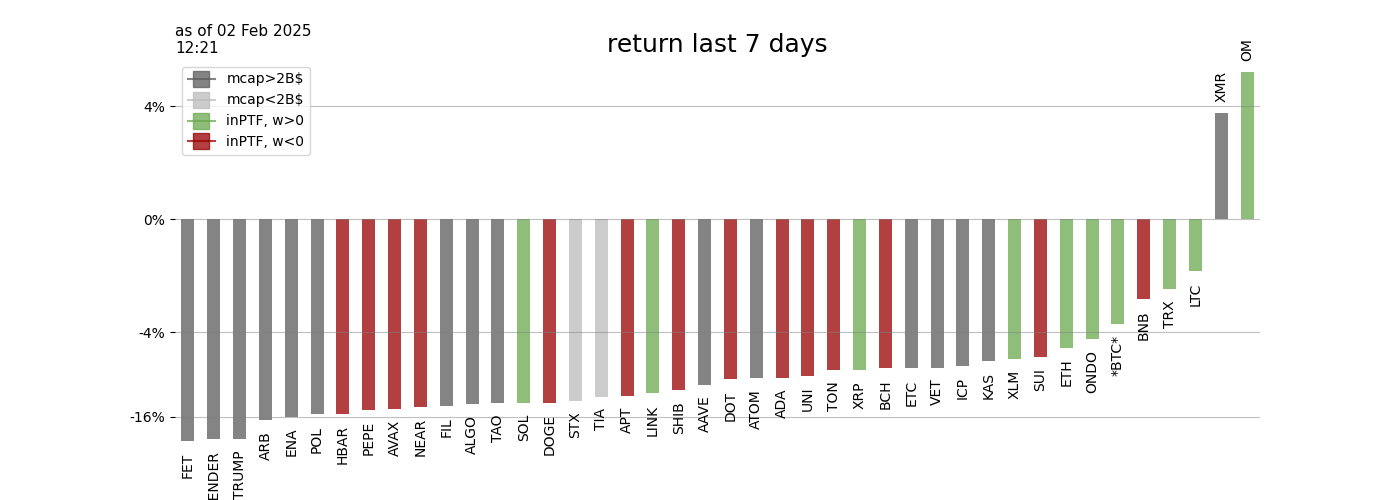 as of 02 Feb 2025
12:21
return last 7 days
mcap>2B$
mcap<2B$
inPTF, w>0
inPTF, w<0
4%
0%
-4%
-16%
FET
ENDER
TRUMP
ARB
ENA
POL
HBAR
PEPE
AVAX
NEAR
FIL
ALGO
TAO
SOL
DOGE
STX
TIA
APT
LINK
SHIB
AAVE
DOT
ATOM
ADA
UNI
TON
XRP
BCH
ETC
VET
ICP
KAS
XLM
SUI
ETH
ONDO
*BTC*
BNB
TRX
LTC
XMR
OM